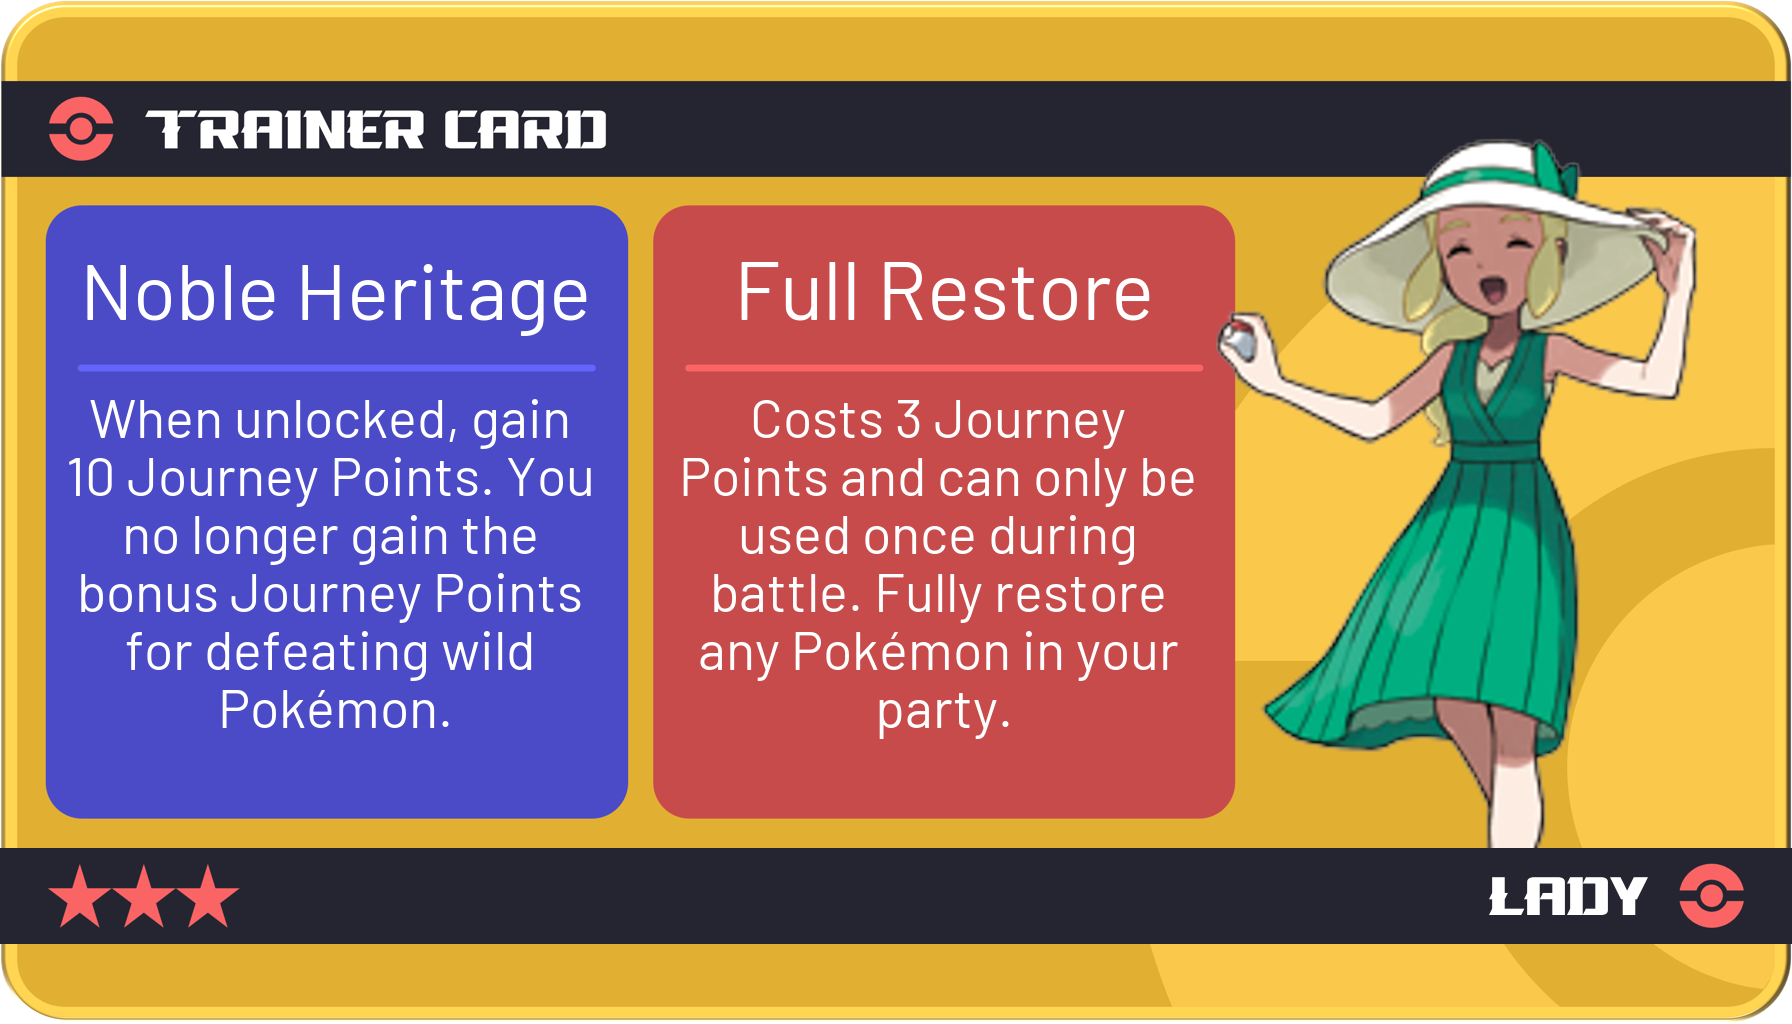 TRAINER CARD
Noble Heritage
When unlocked, gain
10 Journey Points. You
no longer gain the
bonus Journey Points
for defeating wild
Pokémon.
Full Restore
Costs 3 Journey
Points and can only be
used once during
battle. Fully restore
any Pokémon in your
party.
LADY